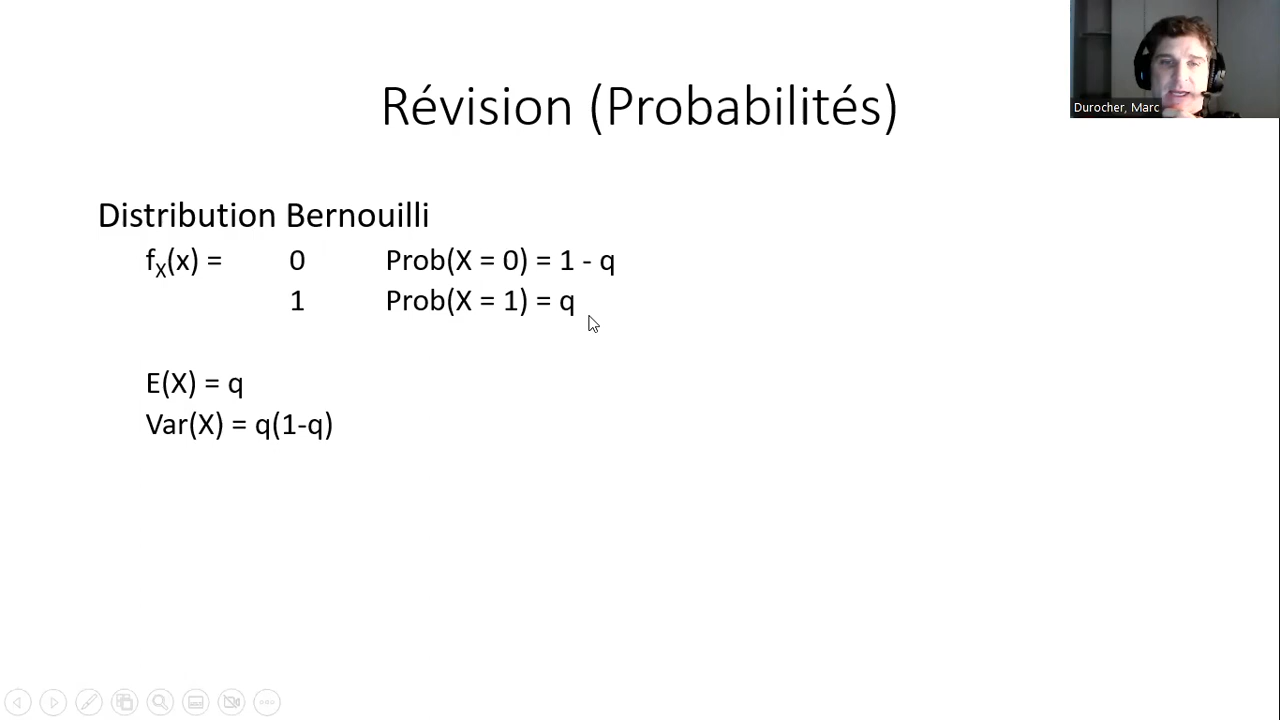 Durocher, Marc
Révision (Probabilités)
Distribution Bernouilli
fX(x) = 0 Prob(X = 0) = 1 - q
1 Prob(X = 1) = q
E(X) = q
Var(X) = q(1-q)